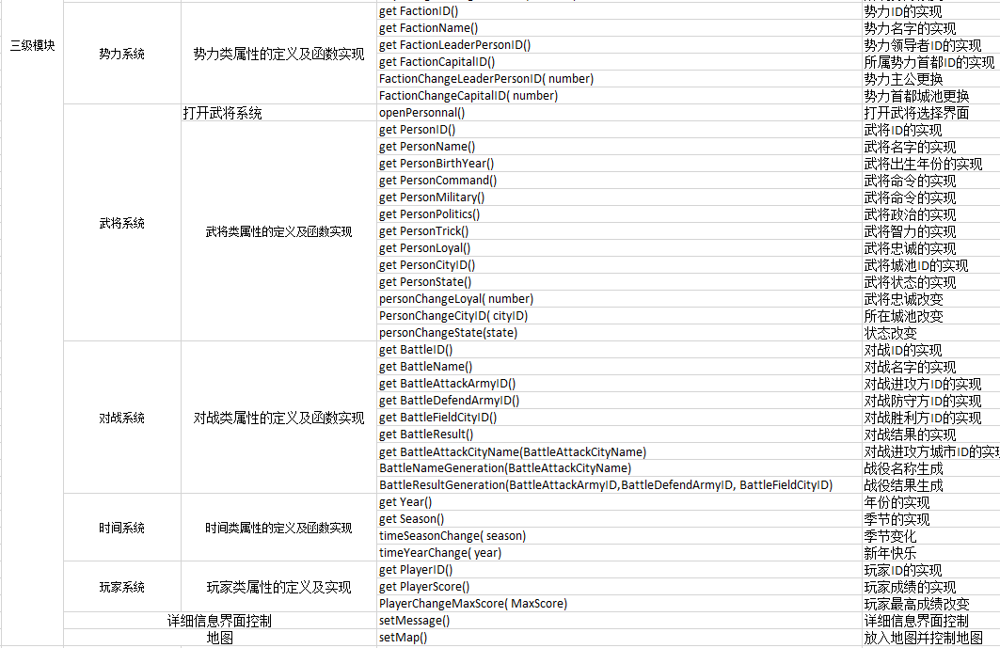 三级模块
势力系统
势力类属性的定义及函数实现
get FactionID() 势力ID的实现
get FactionName() 势力名字的实现
get FactionLeaderPersonID() 势力领导者ID的实现
get FactionCapitalID() 所属势力首都ID的实现
FactionChangeLeaderPersonID( number) 势力主公更换
FactionChangeCapitalID( number) 势力首都城池更换
武将系统
打开武将系统 openPersonnal() 打开武将选择界面
武将类属性的定义及函数实现
get PersonID() 武将ID的实现
get PersonName() 武将名字的实现
get PersonBirthYear() 武将出生年份的实现
get PersonCommand() 武将命令的实现
get PersonMilitary() 武将命令的实现
get PersonPolitics() 武将政治的实现
get PersonTrick() 武将智力的实现
get PersonLoyal() 武将忠诚的实现
get PersonCityID() 武将城池ID的实现
get PersonState() 武将状态的实现
personChangeLoyal( number) 武将忠诚改变
PersonChangeCityID( cityID) 所在城池改变
personChangeState(state) 状态改变
对战系统
对战类属性的定义及函数实现
get BattleID() 对战ID的实现
get BattleName() 对战名字的实现
get BattleAttackArmyID() 对战进攻方ID的实现
get BattleDefendArmyID() 对战防守方ID的实现
get BattleFieldCityID() 对战胜利方ID的实现
get BattleResult() 对战结果的实现
get BattleAttackCityName(BattleAttackCityName) 对战进攻方城市ID的实
BattleNameGeneration(BattleAttackCityName) 战役名称生成
BattleResultGeneration(BattleAttackArmyID,BattleDefendArmyID, BattleFieldCityID) 战役结果生成
时间系统
时间类属性的定义及函数实现
get Year() 年份的实现
get Season() 季节的实现
timeSeasonChange( season) 季节变化
timeYearChange( year) 新年快乐
玩家系统
玩家类属性的定义及实现
get PlayerID() 玩家ID的实现
get PlayerScore() 玩家成绩的实现
PlayerChangeMaxScore( MaxScore) 玩家最高成绩改变
详细信息界面控制 setMessage() 详细信息界面控制
地图 setMap() 放入地图并控制地图